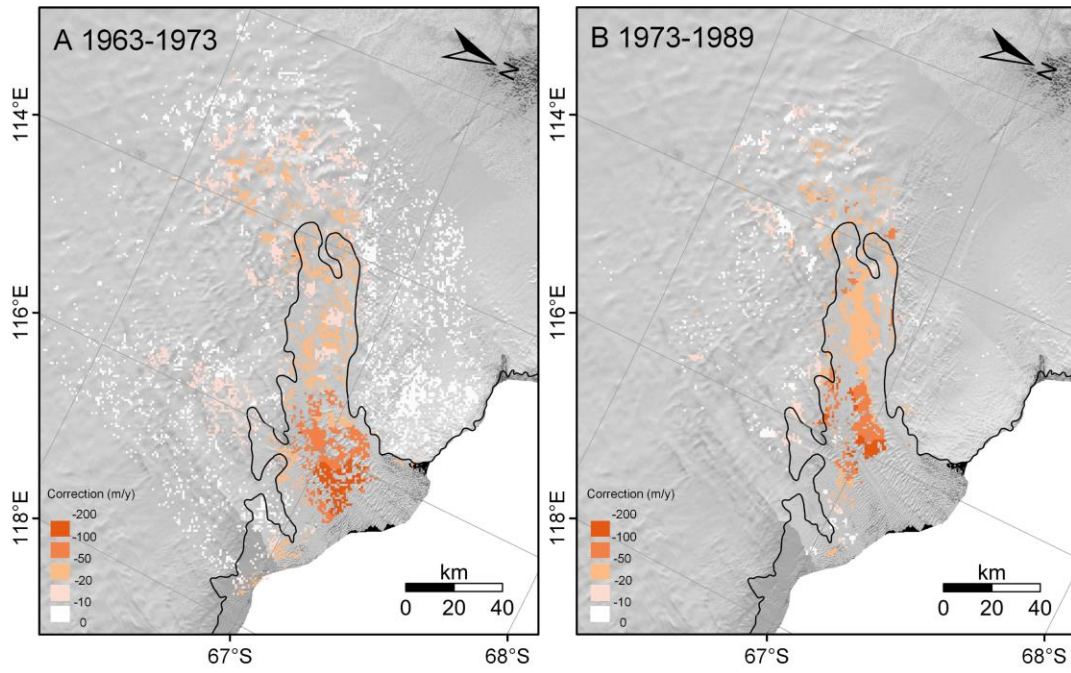 A 1963-1973
N
114°E
116°E
118°E
Correction (m/y)
-200
-100
-50
-20
-10
0
km
0 20 40
67°S
68°S
B 1973-1989
N
114°E
116°E
118°E
Correction (m/y)
-200
-100
-50
-20
-10
0
km
0 20 40
67°S
68°S